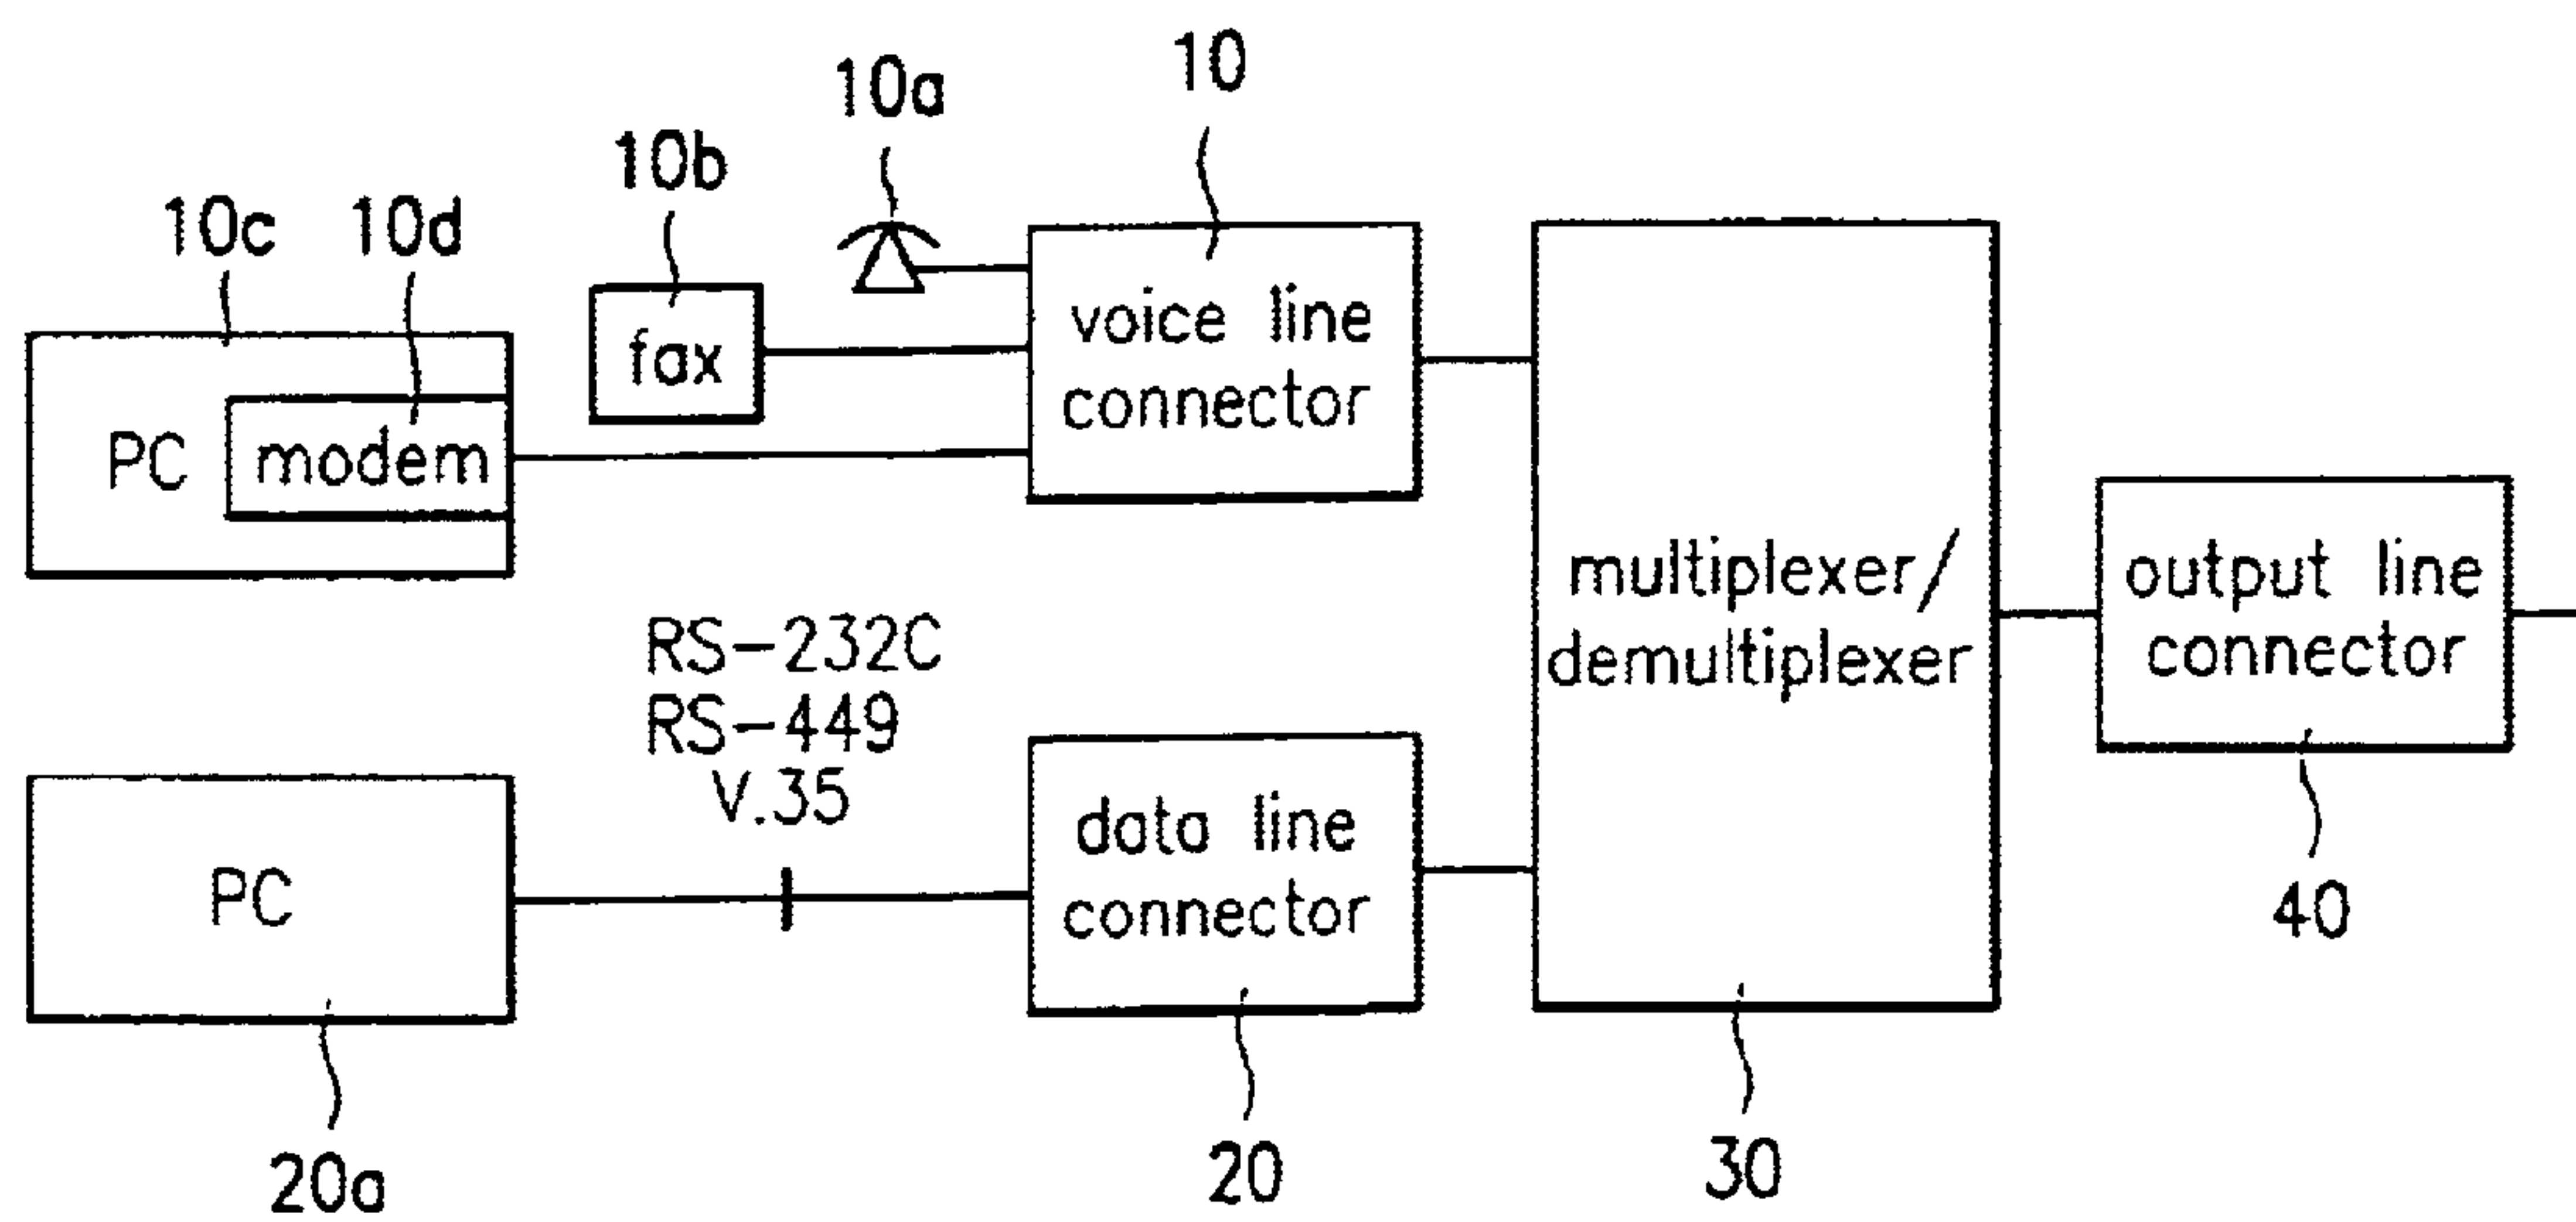 10
10a
10b
10c
10d
fax
voice line
connector
PC
modem
multiplexer/
demultiplexer
output line
connector
RS-232C
RS-449
V.35
PC
data line
connector
40
20a
20
30